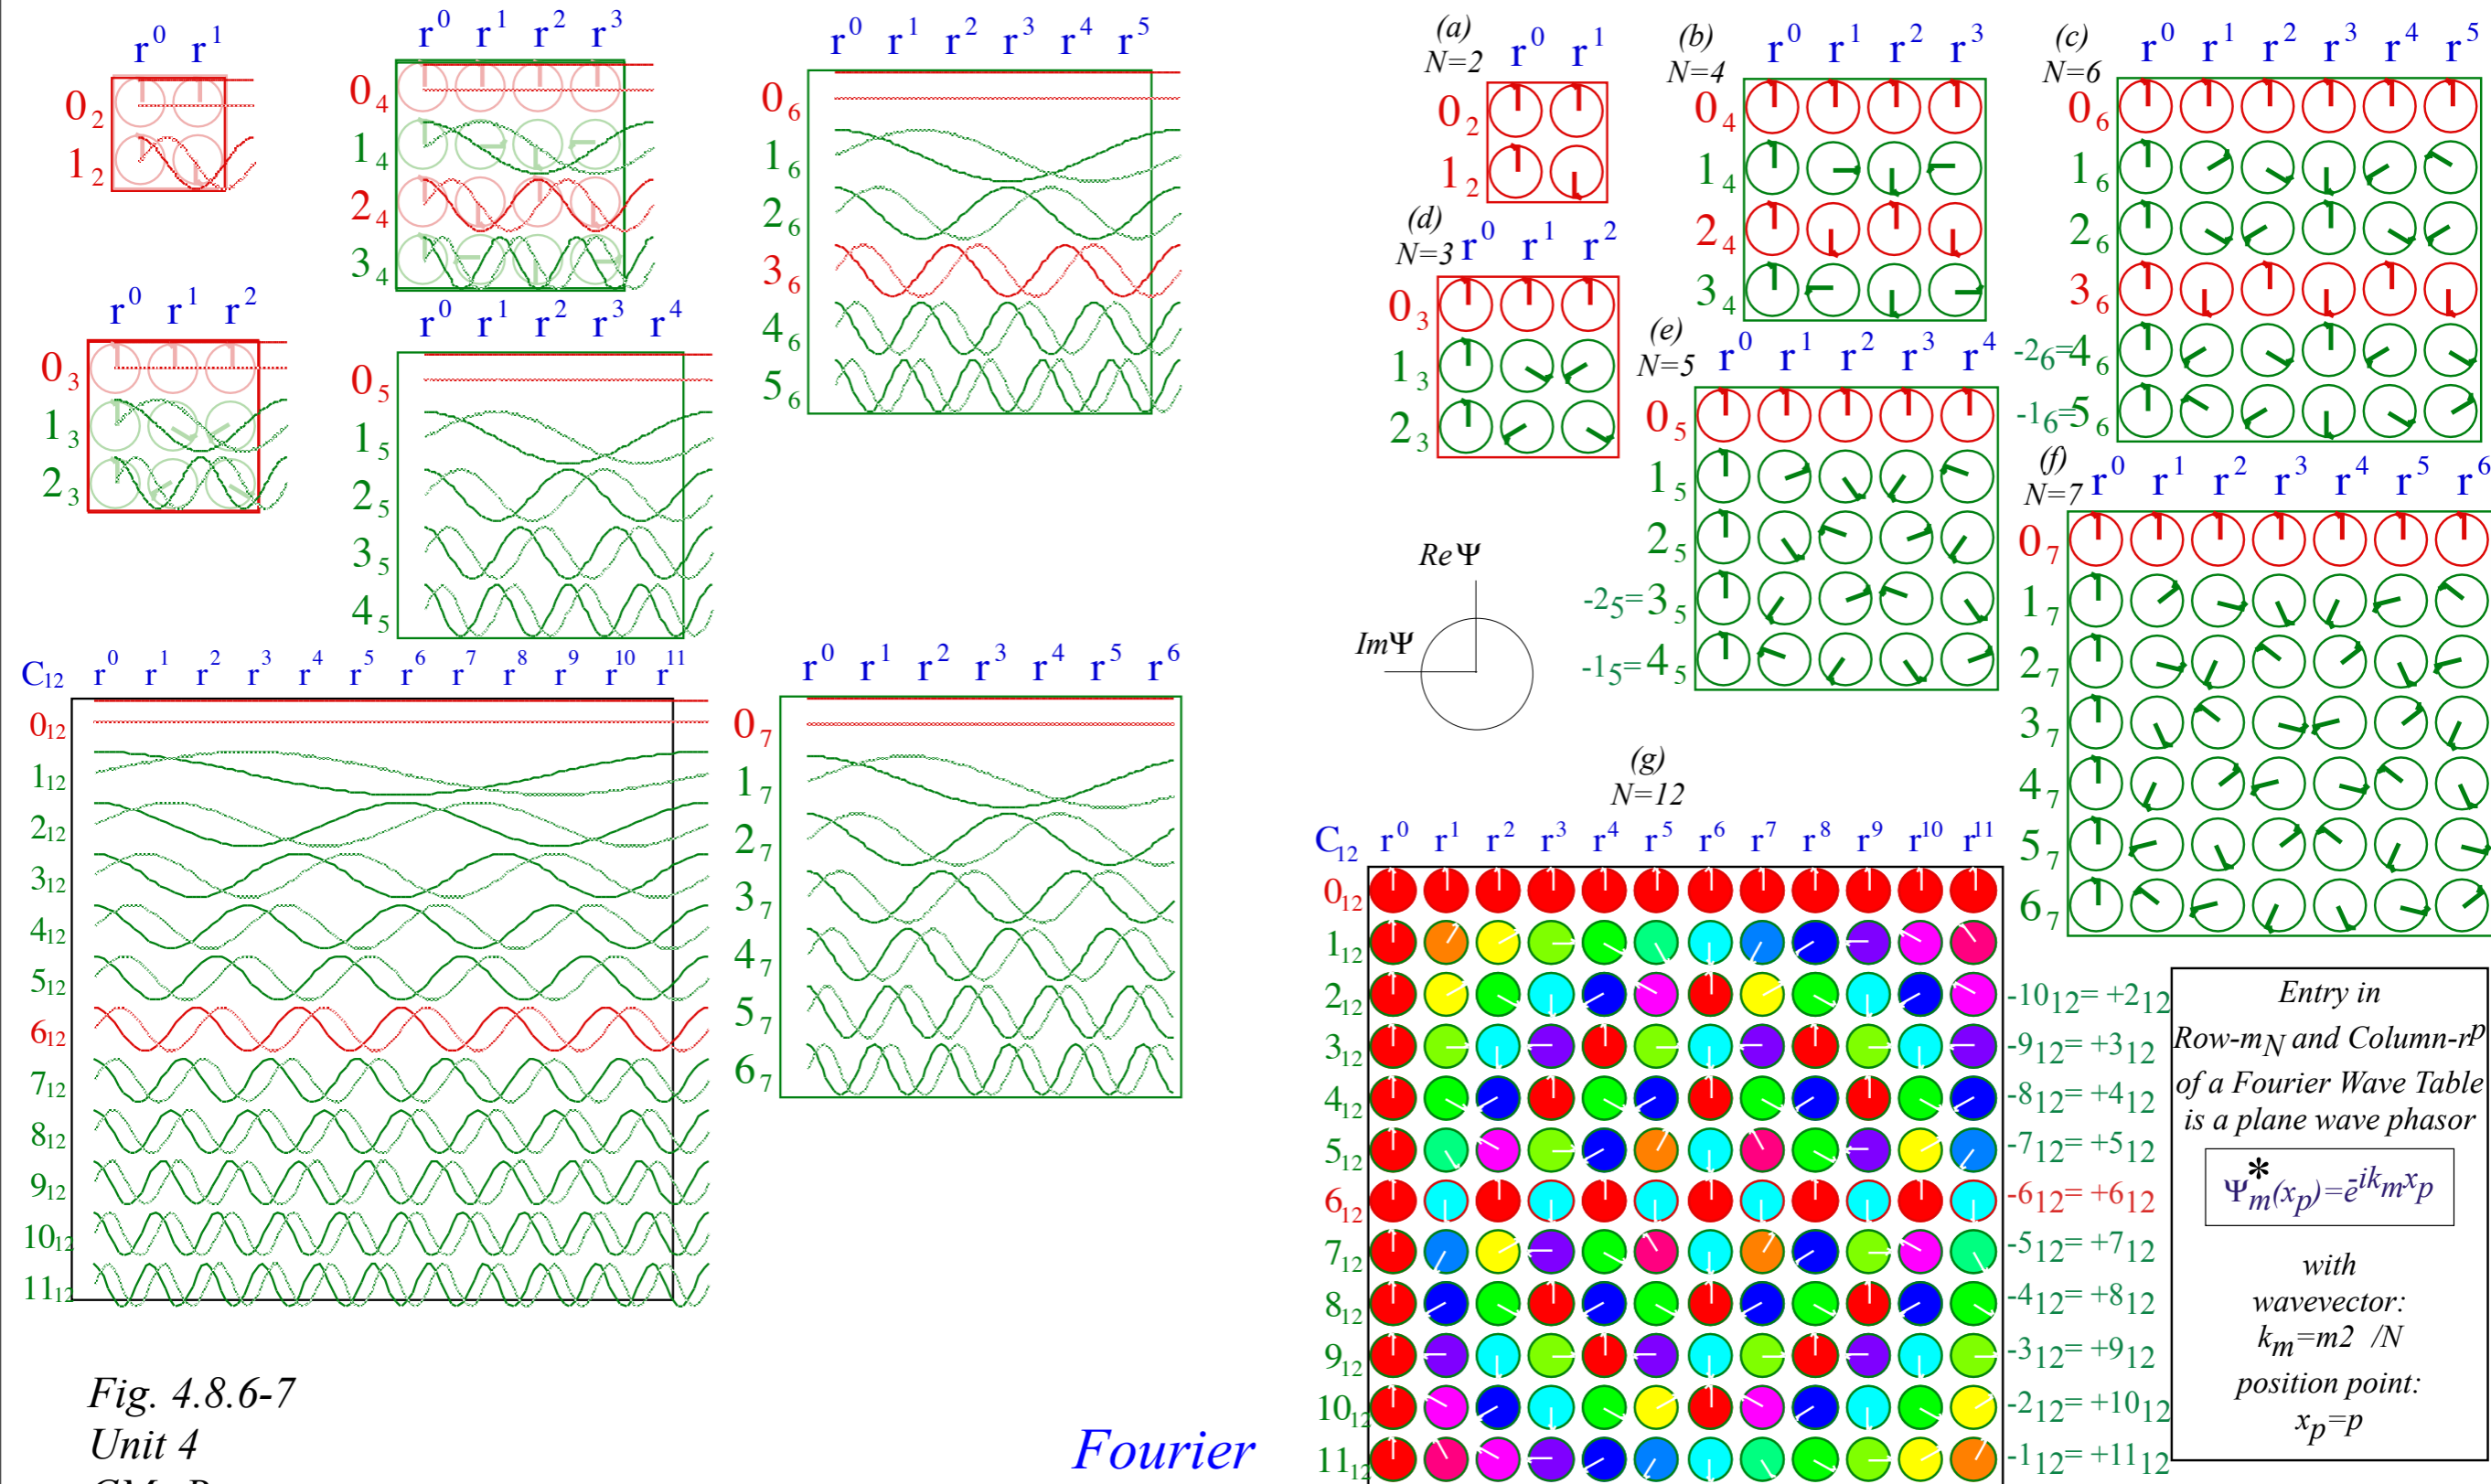 r⁰ r¹
0₂
1₂
r⁰ r¹ r² r³
0₄
1₄
2₄
3₄
r⁰ r¹ r² r³ r⁴ r⁵
0₆
1₆
2₆
3₆
4₆
5₆
r⁰ r¹ r²
0₃
1₃
2₃
r⁰ r¹ r² r³ r⁴
0₅
1₅
2₅
3₅
4₅
C₁₂ r⁰ r¹ r² r³ r⁴ r⁵ r⁶ r⁷ r⁸ r⁹ r¹⁰ r¹¹
0₁₂
1₁₂
2₁₂
3₁₂
4₁₂
5₁₂
6₁₂
7₁₂
8₁₂
9₁₂
10₁₂
11₁₂
r⁰ r¹ r² r³ r⁴ r⁵ r⁶
0₇
1₇
2₇
3₇
4₇
5₇
6₇
Fig. 4.8.6-7
Unit 4
Fourier
(a)
N=2 r⁰ r¹
0₂
1₂
(b)
N=4 r⁰ r¹ r² r³
0₄
1₄
2₄
3₄
(c)
N=6 r⁰ r¹ r² r³ r⁴ r⁵
0₆
1₆
2₆
3₆
-2₆=4₆
-1₆=5₆
(d)
N=3 r⁰ r¹ r²
0₃
1₃
2₃
(e)
N=5 r⁰ r¹ r² r³ r⁴
0₅
1₅
2₅
-2₅=3₅
-1₅=4₅
(f)
N=7 r⁰ r¹ r² r³ r⁴ r⁵ r⁶
0₇
1₇
2₇
3₇
4₇
5₇
6₇
Re Ψ
Im Ψ
(g)
N=12
C₁₂ r⁰ r¹ r² r³ r⁴ r⁵ r⁶ r⁷ r⁸ r⁹ r¹⁰ r¹¹
0₁₂
1₁₂
2₁₂ -10₁₂= +2₁₂
3₁₂ -9₁₂= +3₁₂
4₁₂ -8₁₂= +4₁₂
5₁₂ -7₁₂= +5₁₂
6₁₂ -6₁₂= +6₁₂
7₁₂ -5₁₂= +7₁₂
8₁₂ -4₁₂= +8₁₂
9₁₂ -3₁₂= +9₁₂
10₁₂ -2₁₂= +10₁₂
11₁₂ -1₁₂= +11₁₂
Entry in
Row-m_N and Column-r^p
of a Fourier Wave Table
is a plane wave phasor
Ψ*_m(x_p)=e^-ik_m x_p
with
wavevector:
k_m=m2 /N
position point:
x_p=p